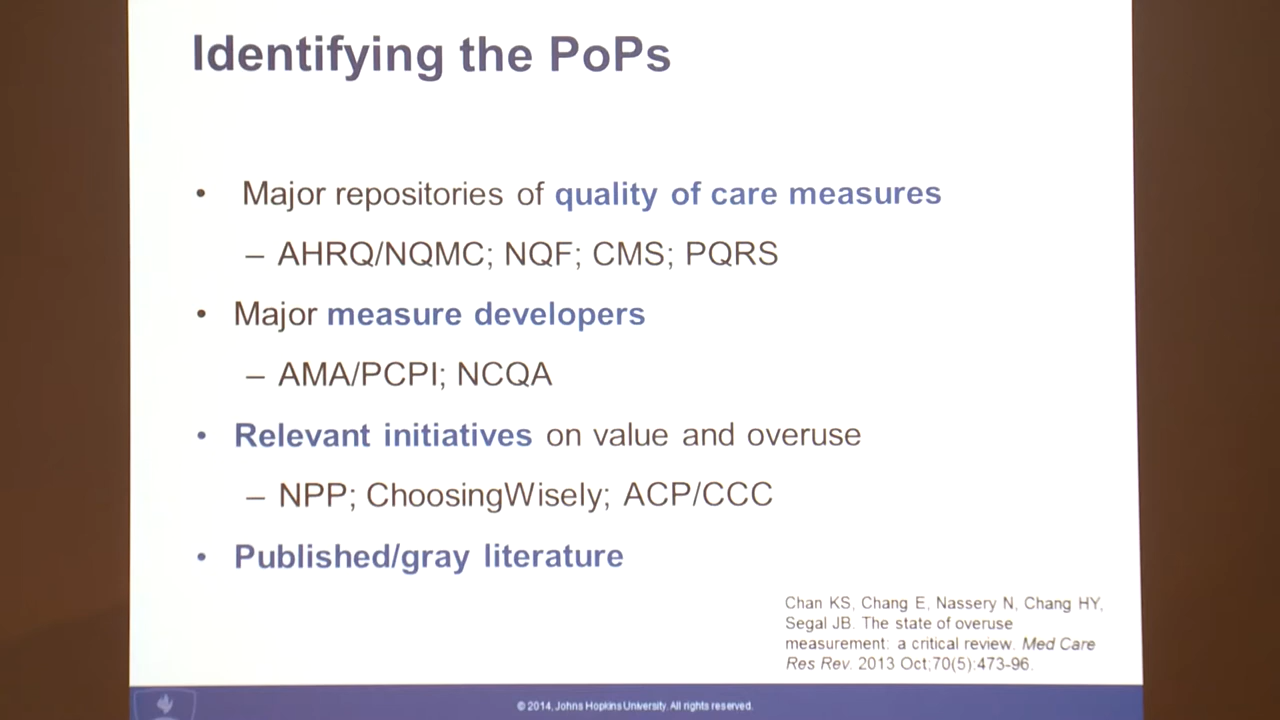 Identifying the PoPs
• Major repositories of quality of care measures
– AHRQ/NQMC; NQF; CMS; PQRS
• Major measure developers
– AMA/PCPI; NCQA
• Relevant initiatives on value and overuse
– NPP; ChoosingWisely; ACP/CCC
• Published/gray literature
Chan KS, Chang E, Nassery N, Chang HY,
Segal JB. The state of overuse
measurement: a critical review. Med Care
Res Rev. 2013 Oct;70(5):473-96.
© 2014, Johns Hopkins University. All rights reserved.